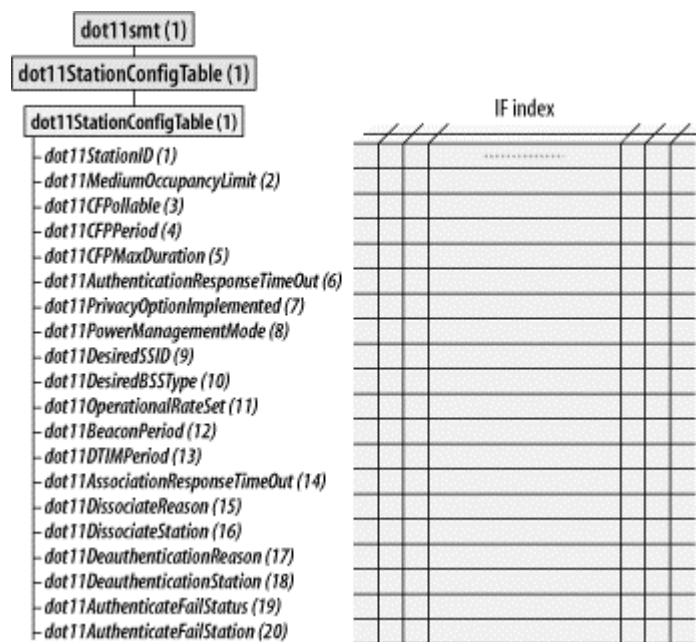 dot11smt (1)
dot11StationConfigTable (1)
dot11StationConfigTable (1)
IF index
dot11StationID (1)
dot11MediumOccupancyLimit (2)
dot11CFPollable (3)
dot11CFPPeriod (4)
dot11CFPMaxDuration (5)
dot11AuthenticationResponseTimeOut (6)
dot11PrivacyOptionImplemented (7)
dot11PowerManagementMode (8)
dot11DesiredSSID (9)
dot11DesiredBSSType (10)
dot11OperationalRateSet (11)
dot11BeaconPeriod (12)
dot11DTIMPeriod (13)
dot11AssociationResponseTimeOut (14)
dot11DissociateReason (15)
dot11DissociateStation (16)
dot11DeauthenticationReason (17)
dot11DeauthenticationStation (18)
dot11AuthenticateFailStatus (19)
dot11AuthenticateFailStation (20)